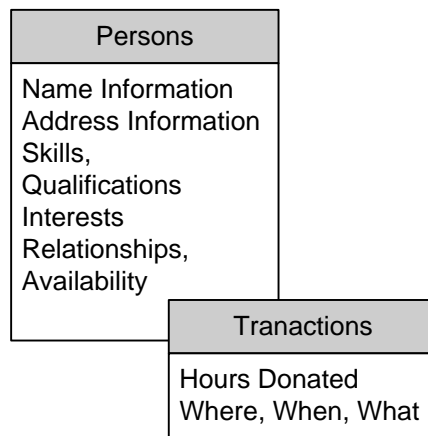 Persons
Name Information
Address Information
Skills,
Qualifications
Interests
Relationships,
Availability
Tranactions
Hours Donated
Where, When, What